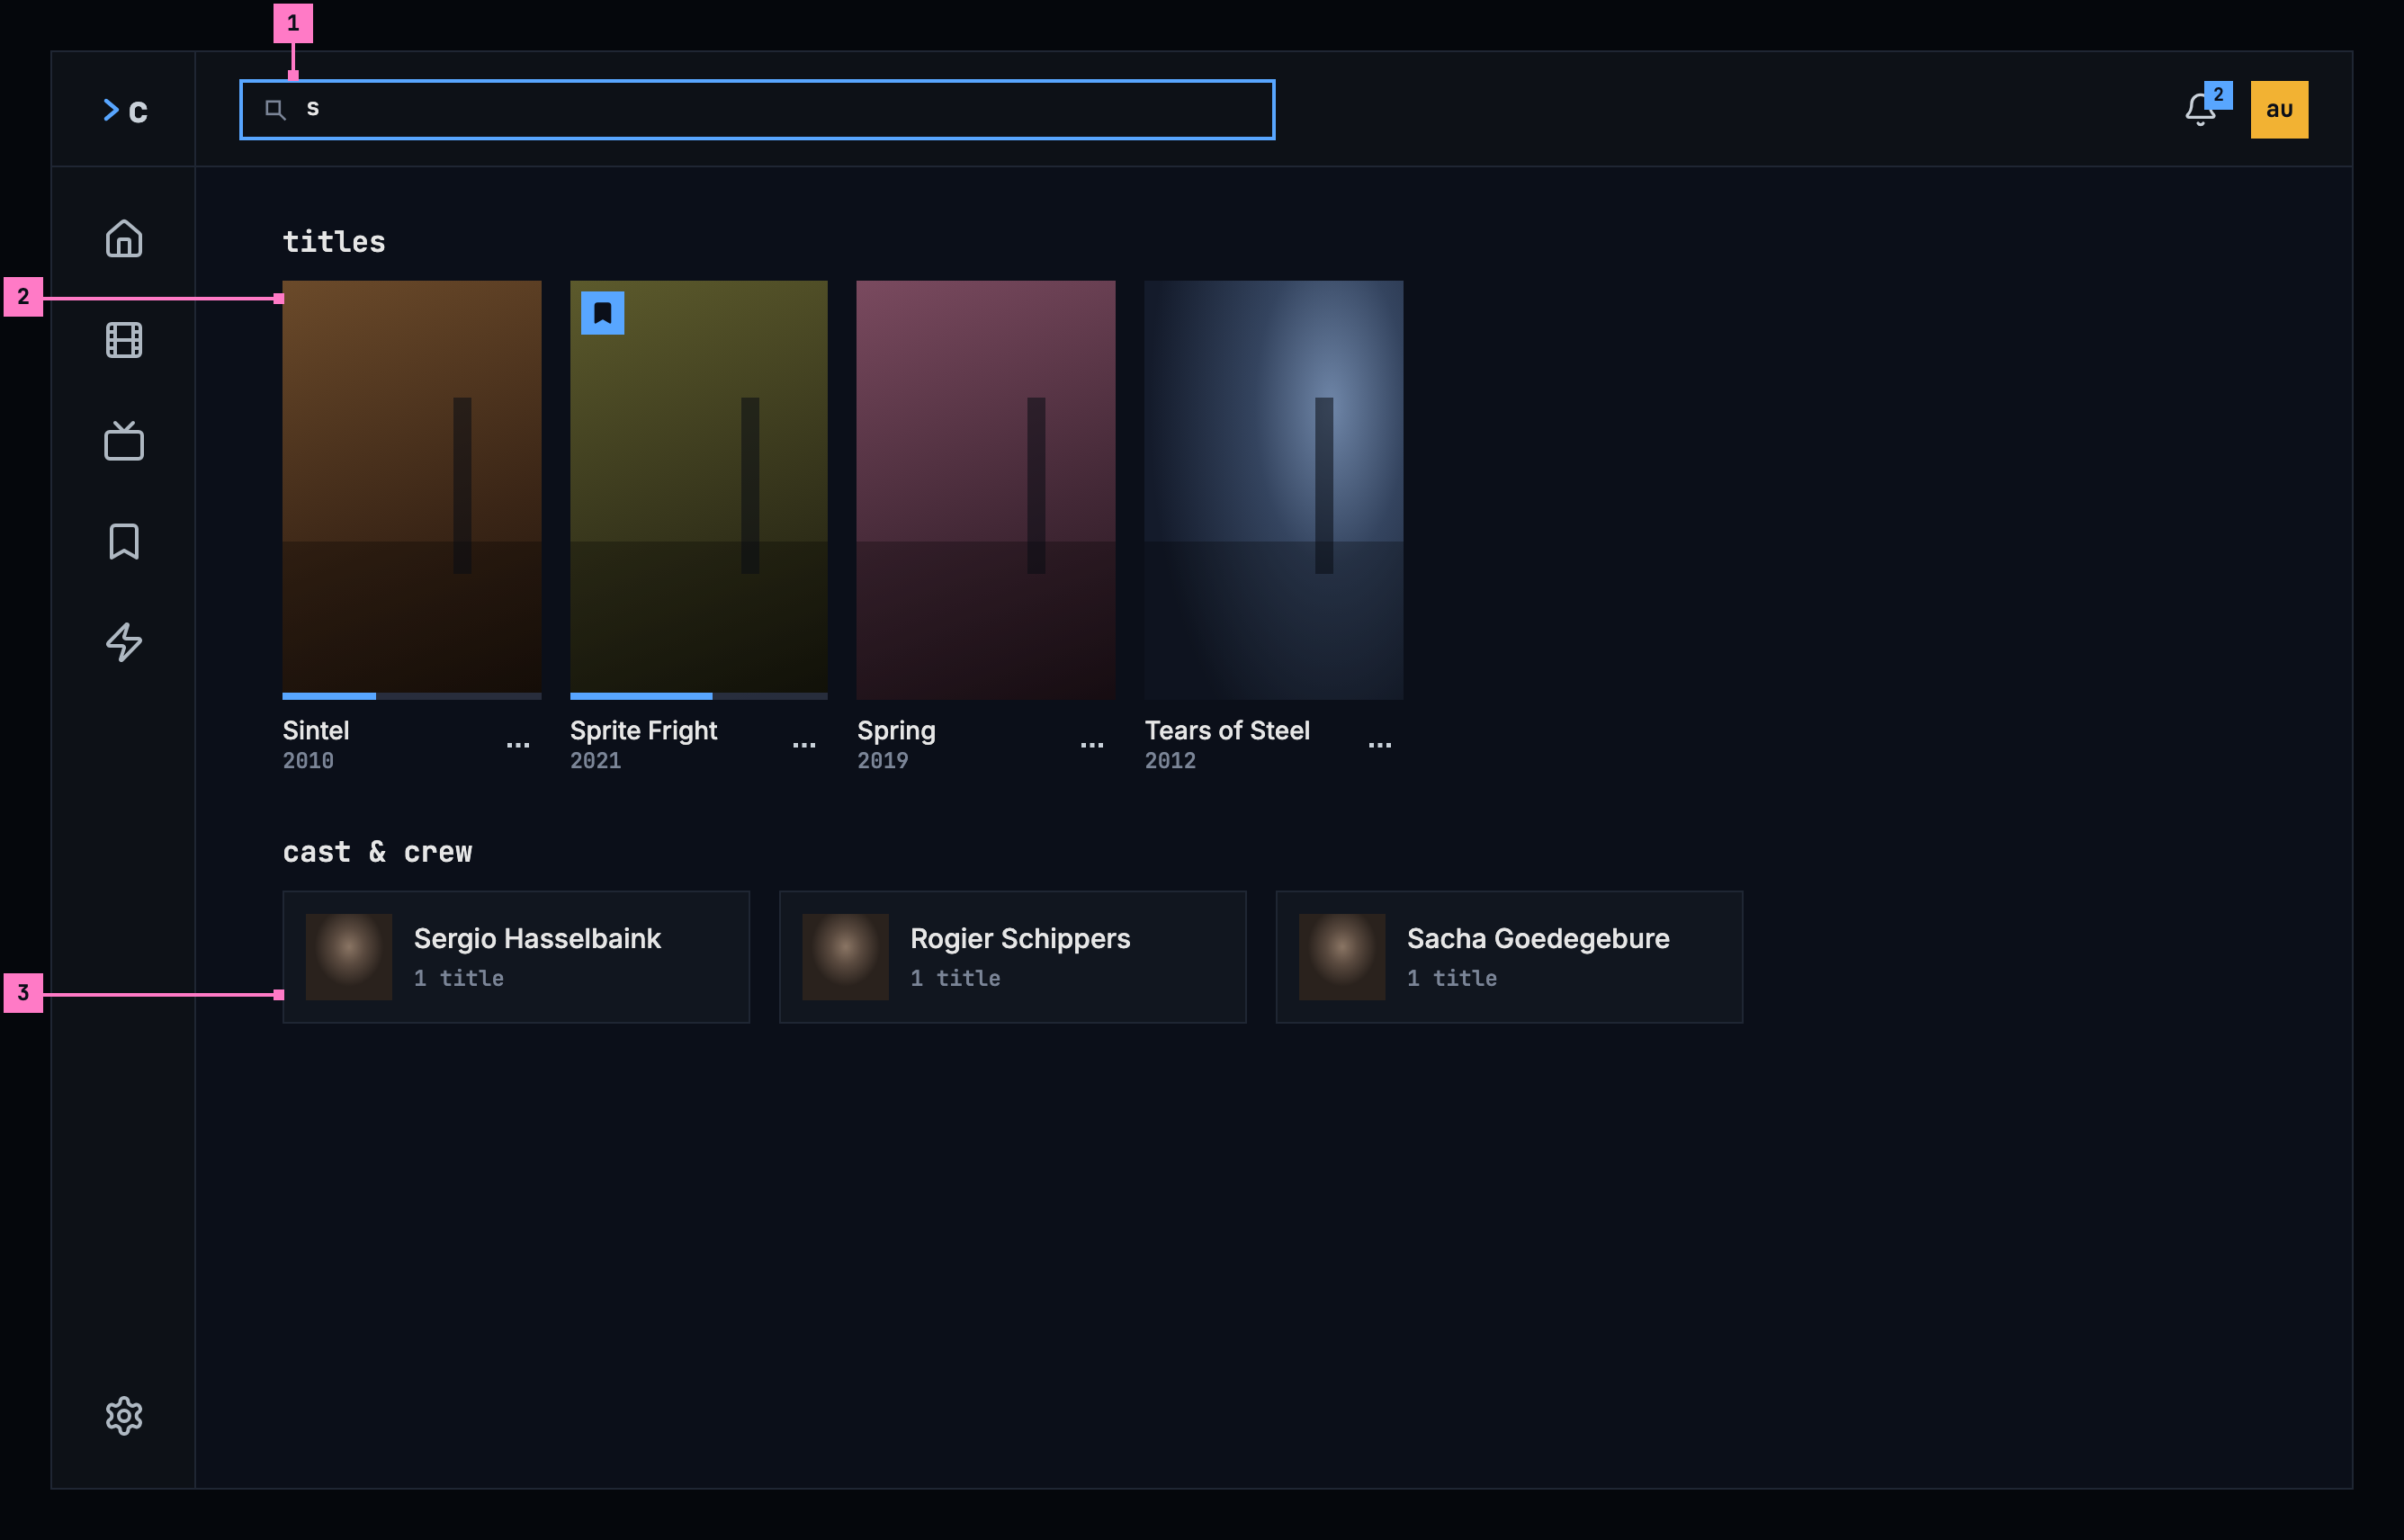 1
>c
s
2
au
titles
2
Sintel
2010
Sprite Fright
2021
Spring
2019
Tears of Steel
2012
cast & crew
Sergio Hasselbaink
1 title
Rogier Schippers
1 title
Sacha Goedegebure
1 title
3